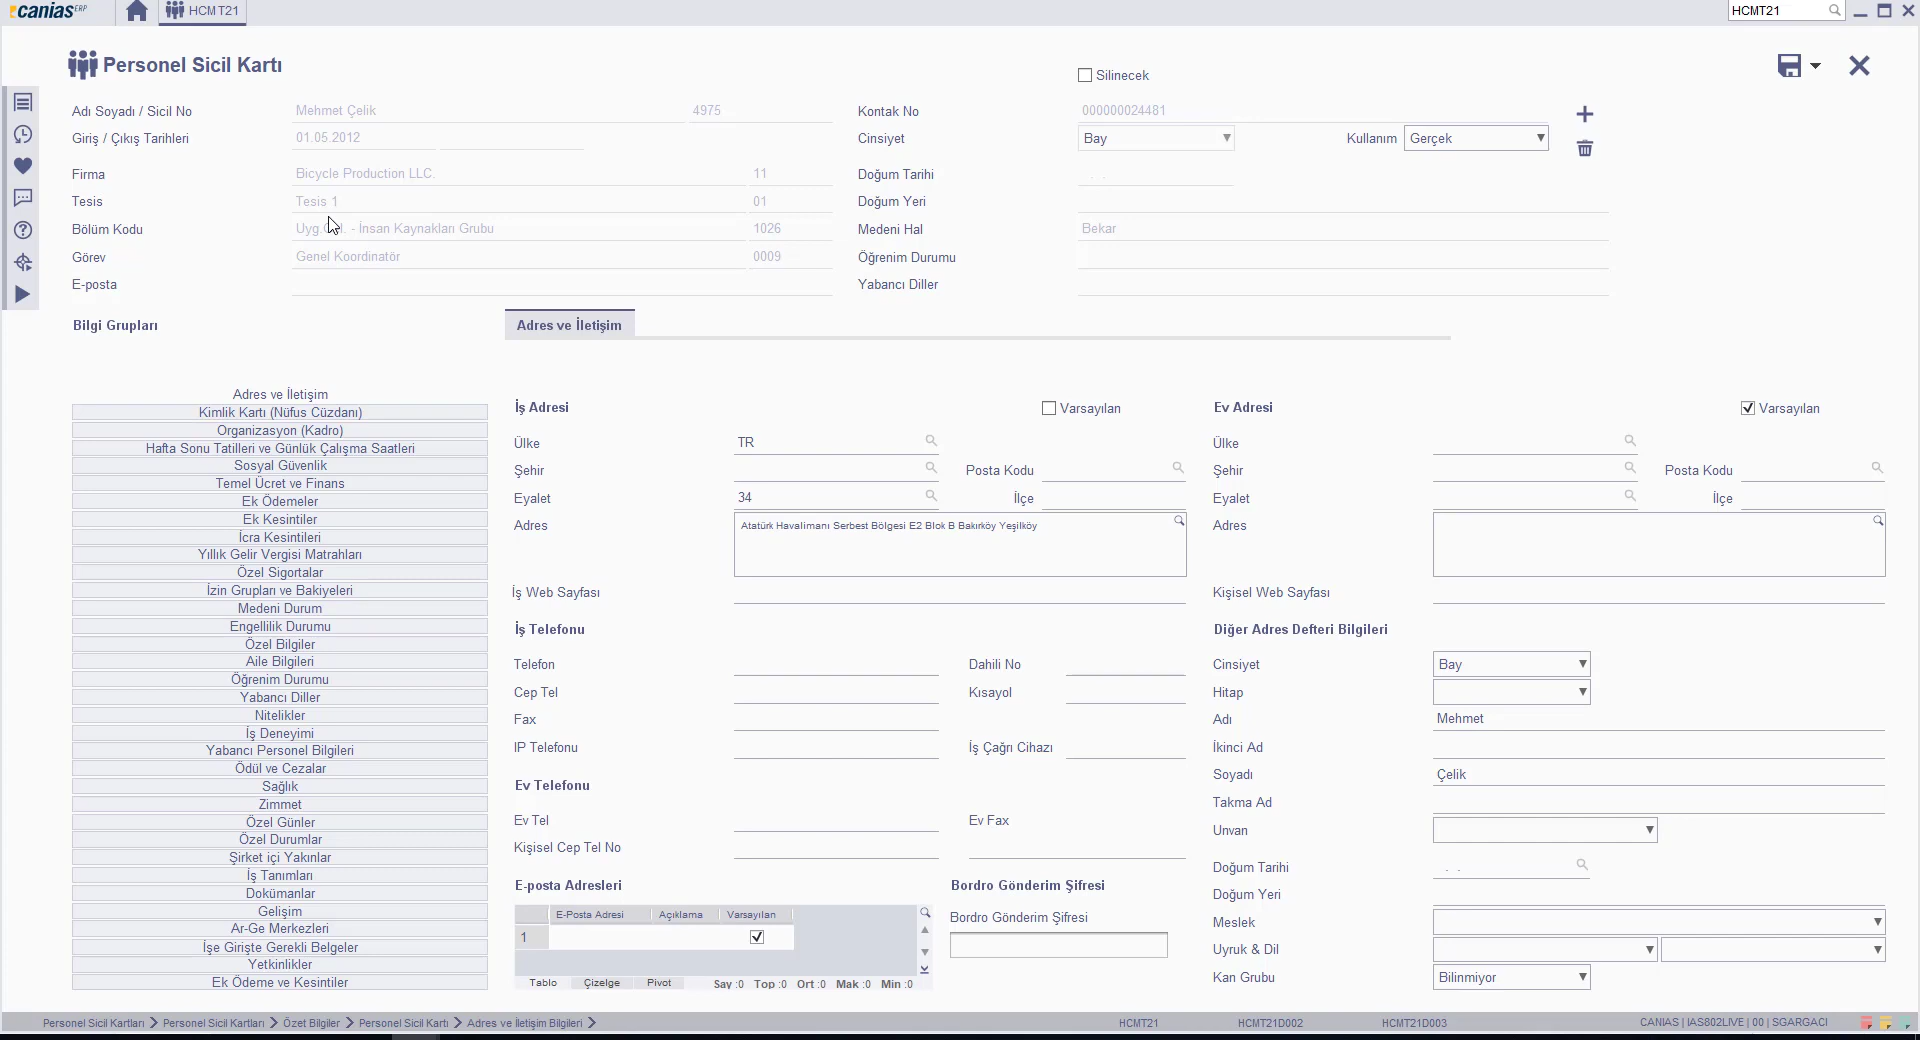 canias ERP
HCMT21
HCMT21
Personel Sicil Kartı
Silinecek
Adı Soyadı / Sicil No Mehmet Çelik 4975 Kontak No 000000024481
Giriş / Çıkış Tarihleri 01.05.2012 Cinsiyet Bay Kullanım Gerçek
Firma Bicycle Production LLC. 11 Doğum Tarihi . .
Tesis Tesis 1 01 Doğum Yeri
Bölüm Kodu - İnsan Kaynakları Grubu 1026 Medeni Hal Bekar
Görev Genel Koordinatör 0009 Öğrenim Durumu
E-posta Yabancı Diller
Bilgi Grupları
Adres ve İletişim
Adres ve İletişim
Kimlik Kartı (Nüfus Cüzdanı)
Organizasyon (Kadro)
Hafta Sonu Tatilleri ve Günlük Çalışma Saatleri
Sosyal Güvenlik
Temel Ücret ve Finans
Ek Ödemeler
Ek Kesintiler
İcra Kesintileri
Yıllık Gelir Vergisi Matrahları
Özel Sigortalar
İzin Grupları ve Bakiyeleri
Medeni Durum
Engellilik Durumu
Özel Bilgiler
Aile Bilgileri
Öğrenim Durumu
Yabancı Diller
Nitelikler
İş Deneyimi
Yabancı Personel Bilgileri
Ödül ve Cezalar
Sağlık
Zimmet
Özel Günler
Özel Durumlar
Şirket içi Yakınlar
İş Tanımları
Dokümanlar
Gelişim
Ar-Ge Merkezleri
İşe Girişte Gerekli Belgeler
Yetkinlikler
Ek Ödeme ve Kesintiler
İş Adresi Varsayılan
Ülke TR
Şehir Posta Kodu
Eyalet 34 İlçe
Adres Atatürk Havalimanı Serbest Bölgesi E2 Blok B Bakırköy Yeşilköy
İş Web Sayfası
İş Telefonu
Telefon Dahili No
Cep Tel Kısayol
Fax
IP Telefonu İş Çağrı Cihazı
Ev Telefonu
Ev Tel Ev Fax
Kişisel Cep Tel No
E-posta Adresleri
E-Posta Adresi Açıklama Varsayılan
1
Tablo Çizelge Pivot Say :0 Top :0 Ort :0 Mak :0 Min :0
Bordro Gönderim Şifresi
Bordro Gönderim Şifresi
Ev Adresi Varsayılan
Ülke
Şehir Posta Kodu
Eyalet İlçe
Adres
Kişisel Web Sayfası
Diğer Adres Defteri Bilgileri
Cinsiyet Bay
Hitap
Adı Mehmet
İkinci Ad
Soyadı Çelik
Takma Ad
Unvan
Doğum Tarihi . .
Doğum Yeri
Meslek
Uyruk & Dil
Kan Grubu Bilinmiyor
Personel Sicil Kartları Personel Sicil Kartları Özet Bilgiler Personel Sicil Kartı Adres ve İletişim Bilgileri HCMT21 HCMT21D002 HCMT21D003 CANIAS | IAS802LIVE | 00 | SGARGACI